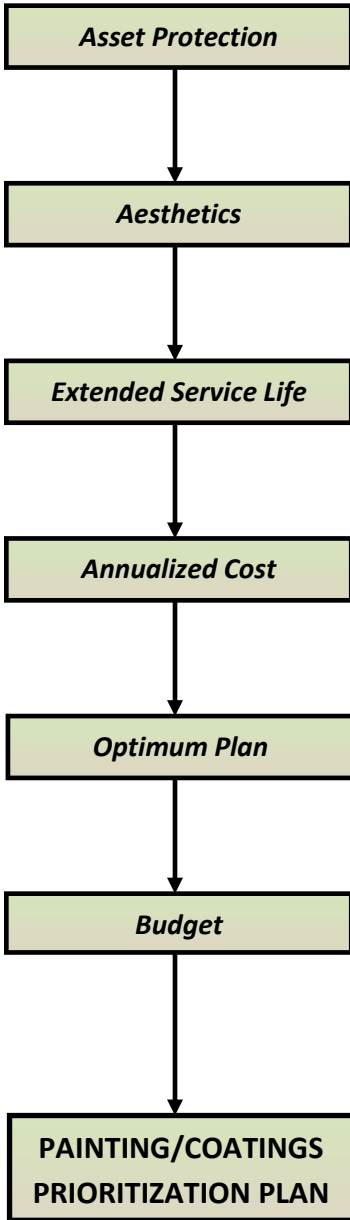 Asset Protection
Aesthetics
Extended Service Life
Annualized Cost
Optimum Plan
Budget
PAINTING/COATINGS
PRIORITIZATION PLAN